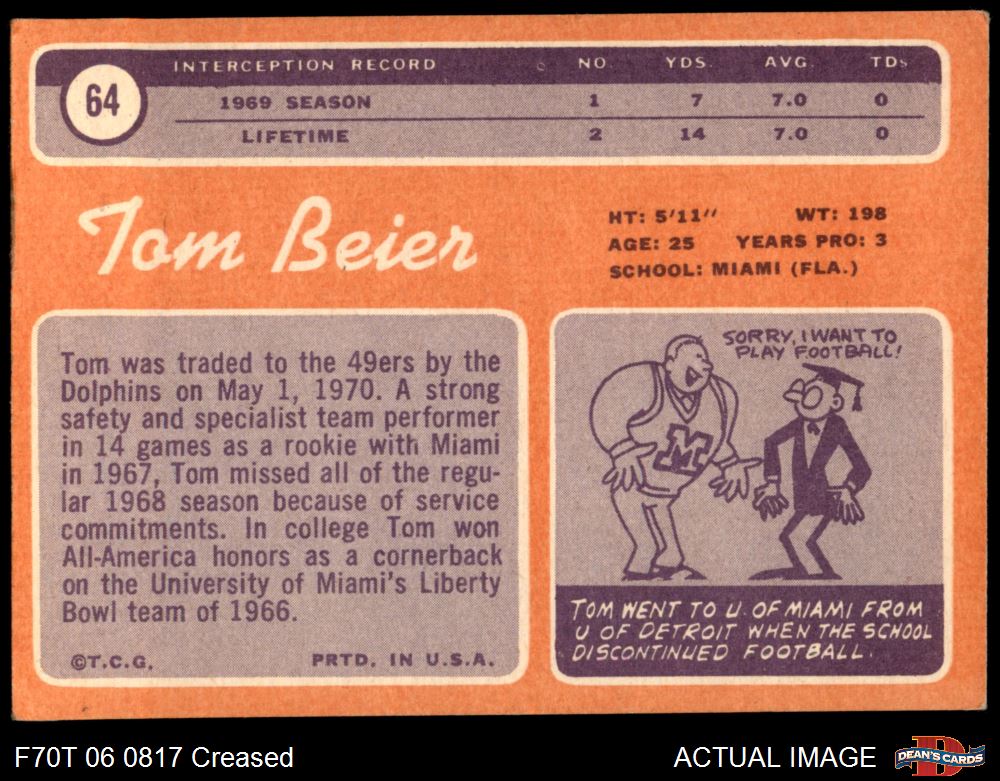 64
INTERCEPTION RECORD NO. YDS. AVG. TDs
1969 SEASON 1 7 7.0 0
LIFETIME 2 14 7.0 0
Tom Beier
HT: 5'11" WT: 198
AGE: 25 YEARS PRO: 3
SCHOOL: MIAMI (FLA.)
Tom was traded to the 49ers by the
Dolphins on May 1, 1970. A strong
safety and specialist team performer
in 14 games as a rookie with Miami
in 1967, Tom missed all of the regu-
lar 1968 season because of service
commitments. In college Tom won
All-America honors as a cornerback
on the University of Miami's Liberty
Bowl team of 1966.
©T.C.G. PRTD. IN U.S.A.
SORRY, I WANT TO
PLAY FOOTBALL!
M
TOM WENT TO U. OF MIAMI FROM
U OF DETROIT WHEN THE SCHOOL
DISCONTINUED FOOTBALL.
F70T 06 0817 Creased
ACTUAL IMAGE
D
DEAN'S CARDS